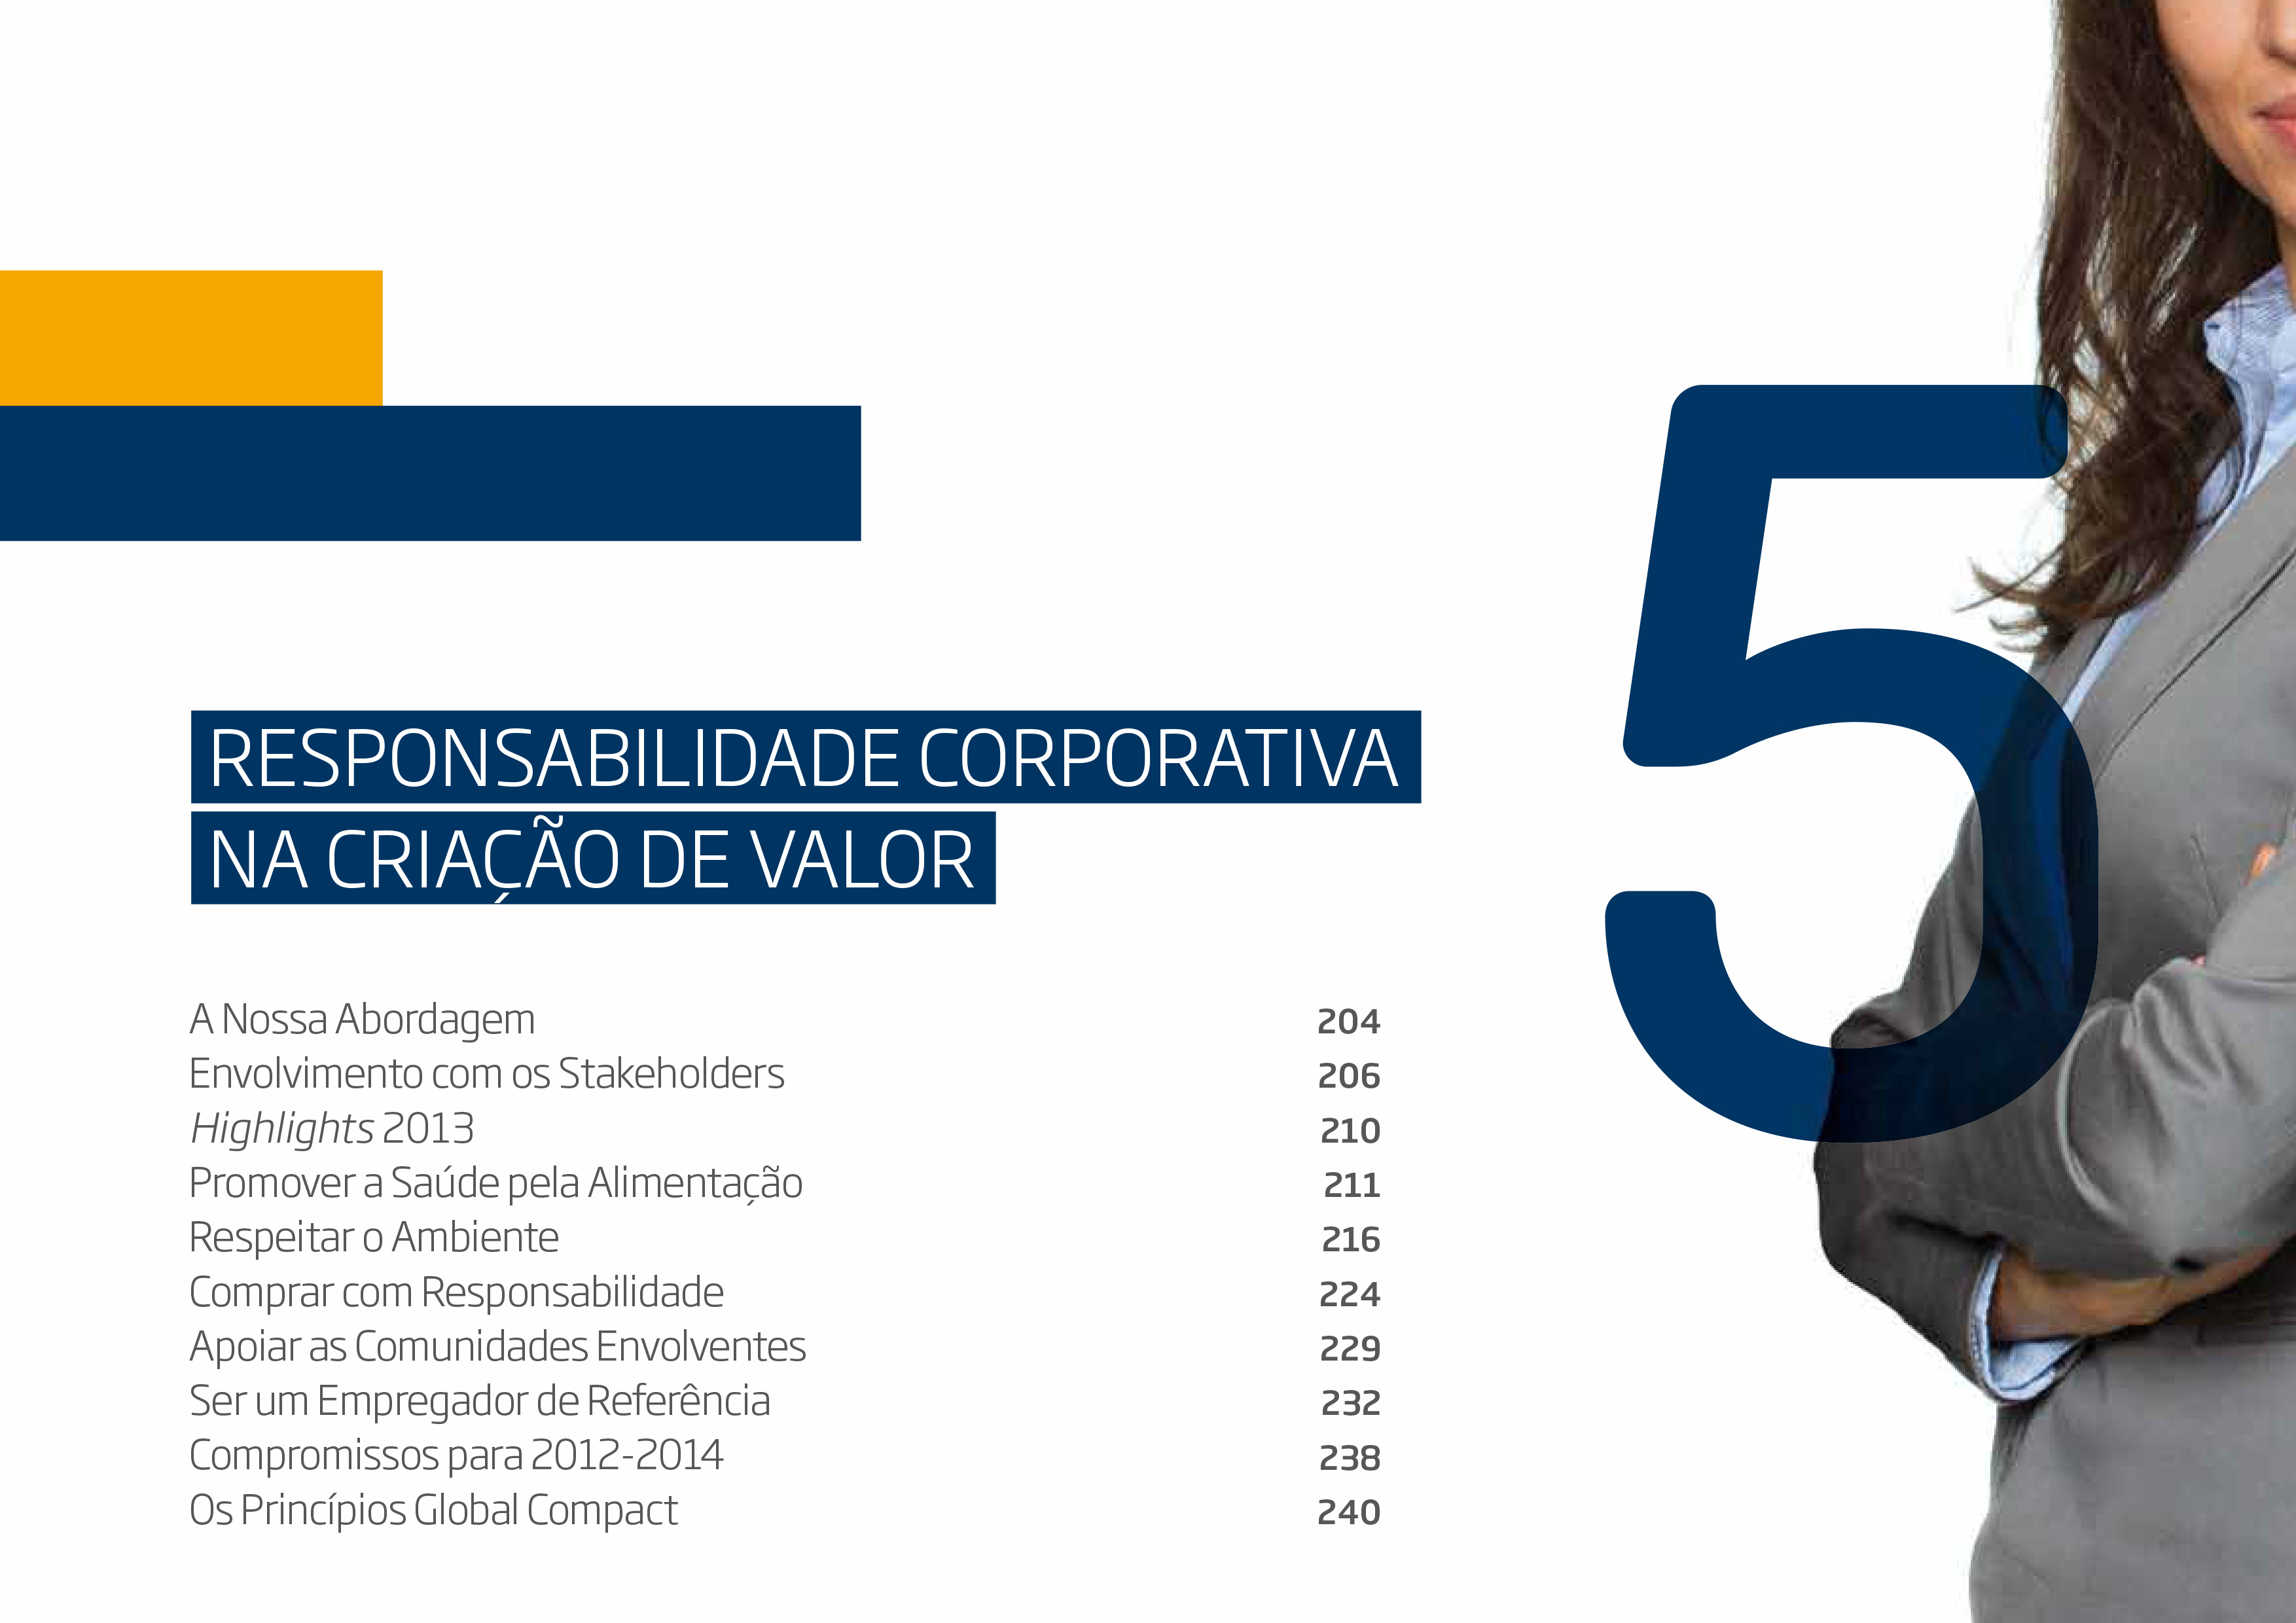 RESPONSABILIDADE CORPORATIVA
NA CRIAÇÃO DE VALOR
5
A Nossa Abordagem 204
Envolvimento com os Stakeholders 206
Highlights 2013 210
Promover a Saúde pela Alimentação 211
Respeitar o Ambiente 216
Comprar com Responsabilidade 224
Apoiar as Comunidades Envolventes 229
Ser um Empregador de Referência 232
Compromissos para 2012-2014 238
Os Princípios Global Compact 240